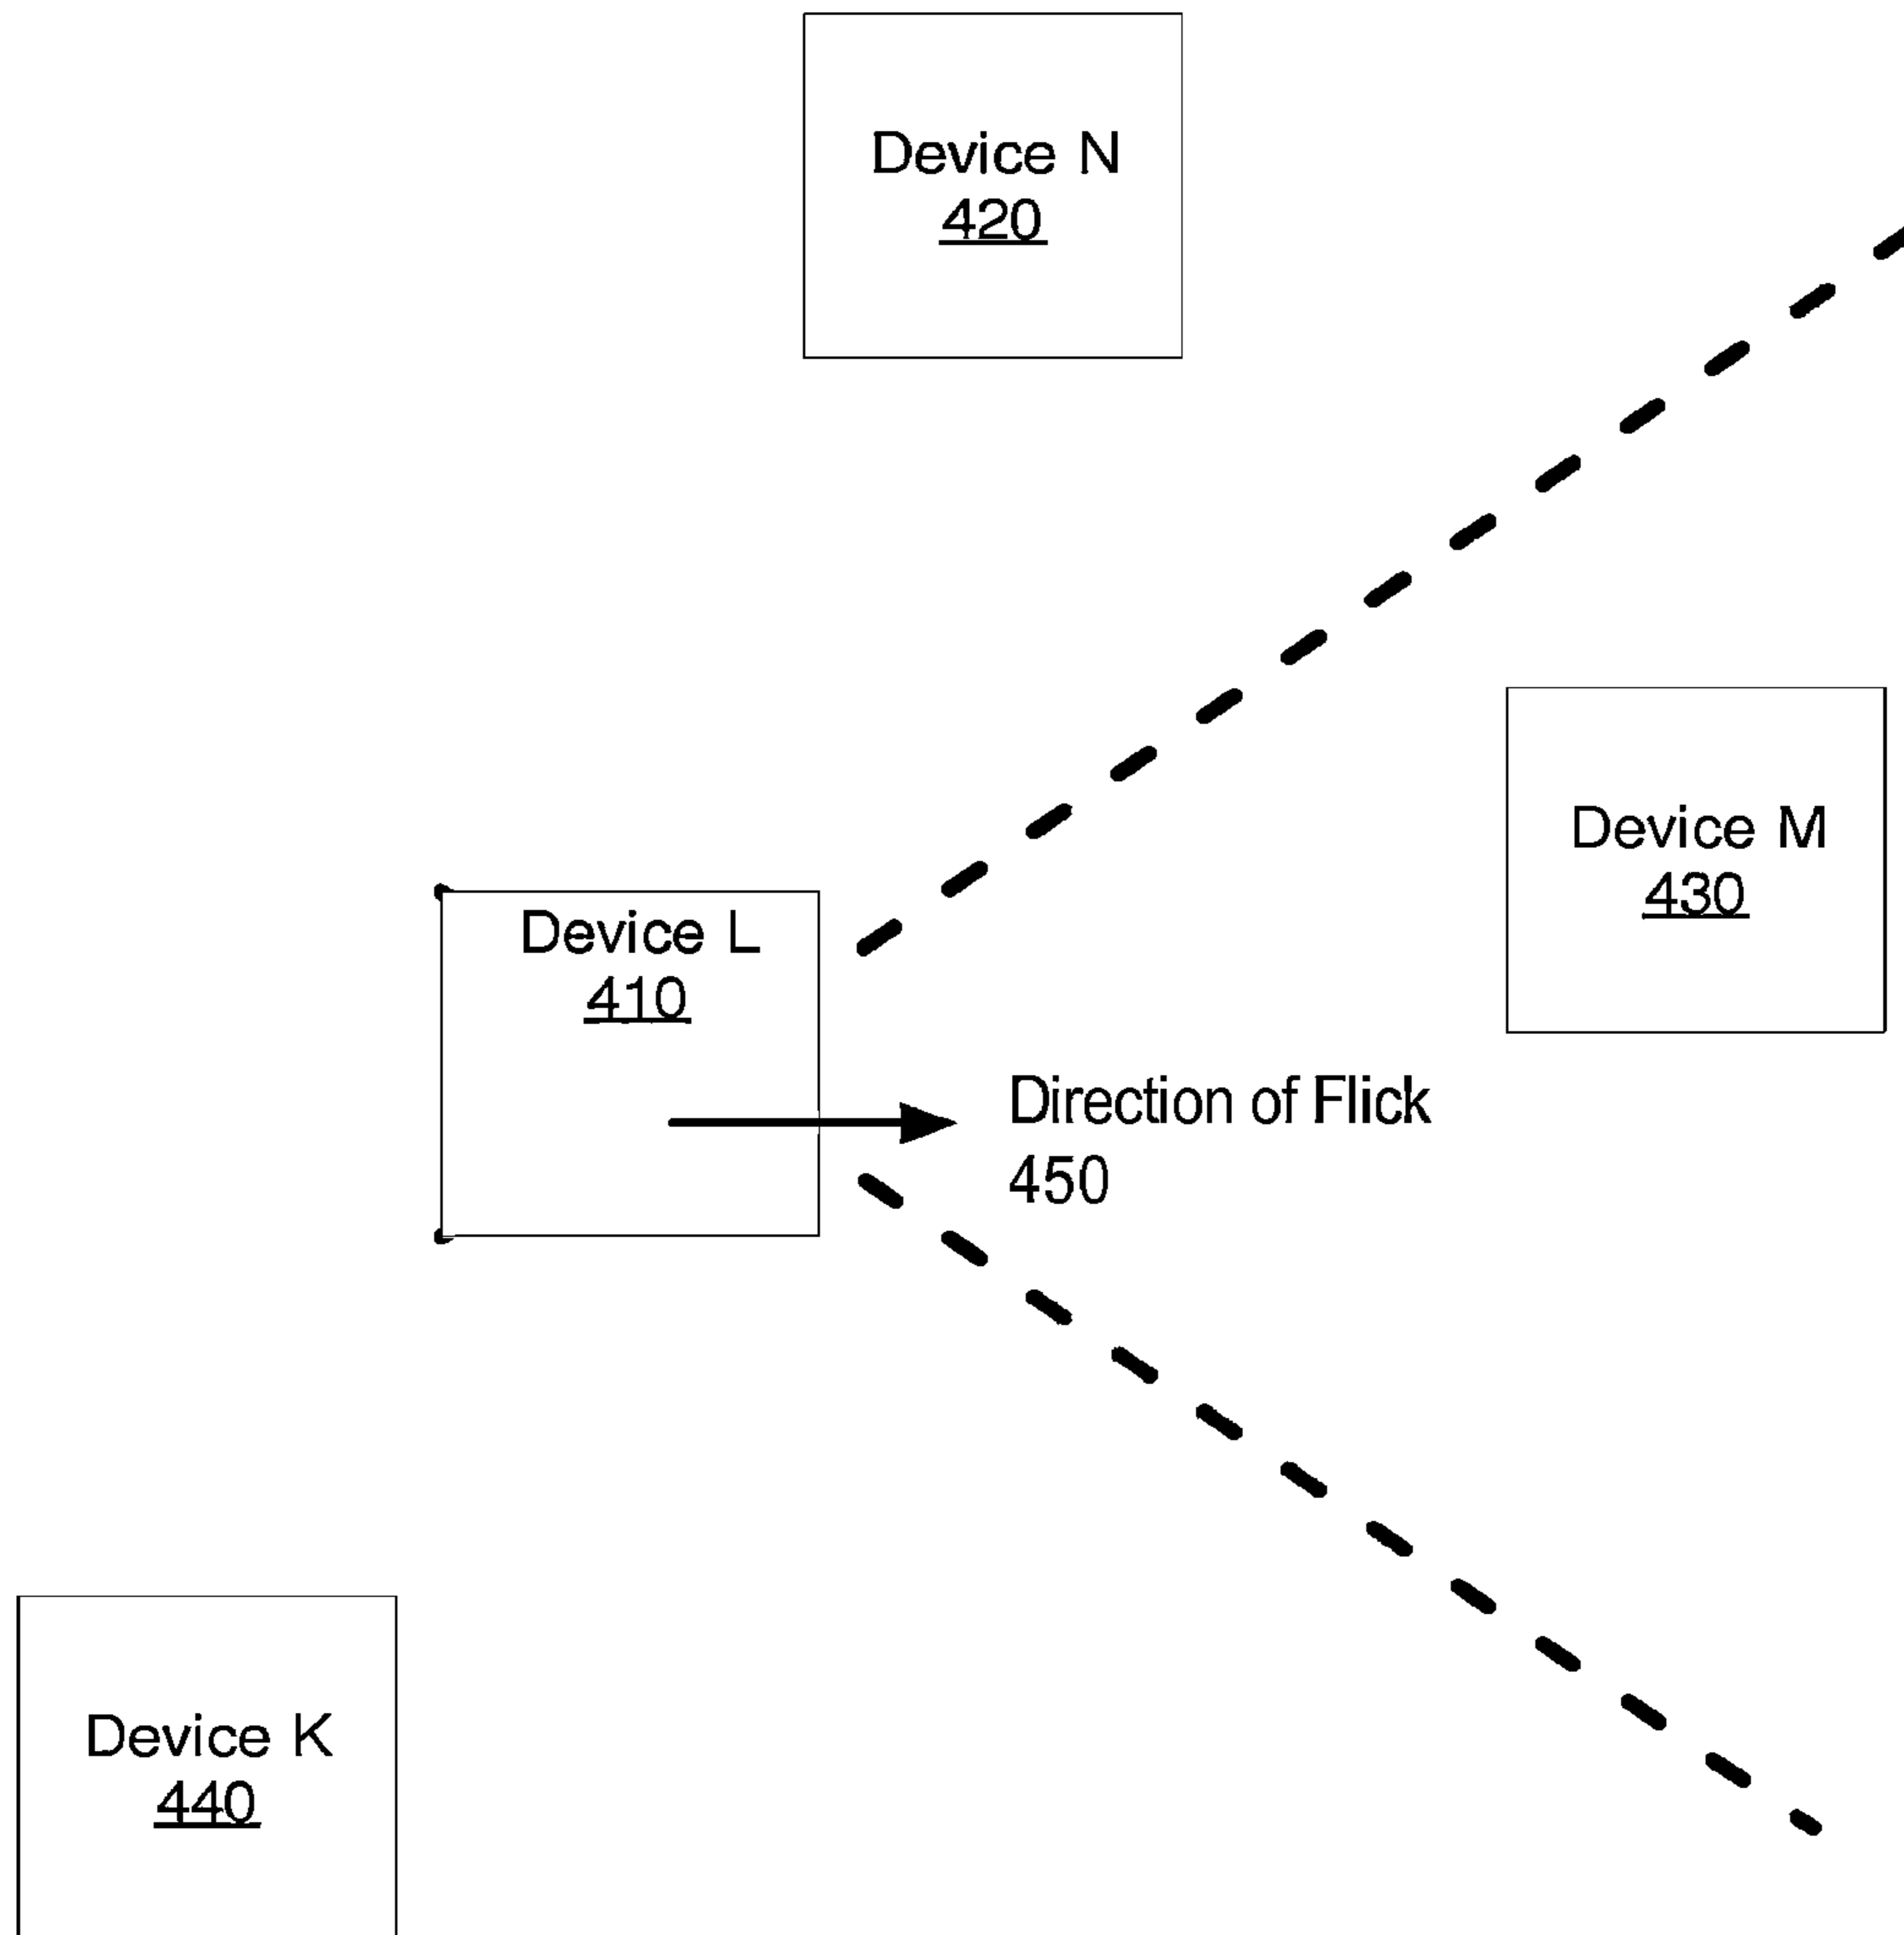 Device N
420
Device M
430
Device L
410
Direction of Flick
450
Device K
440